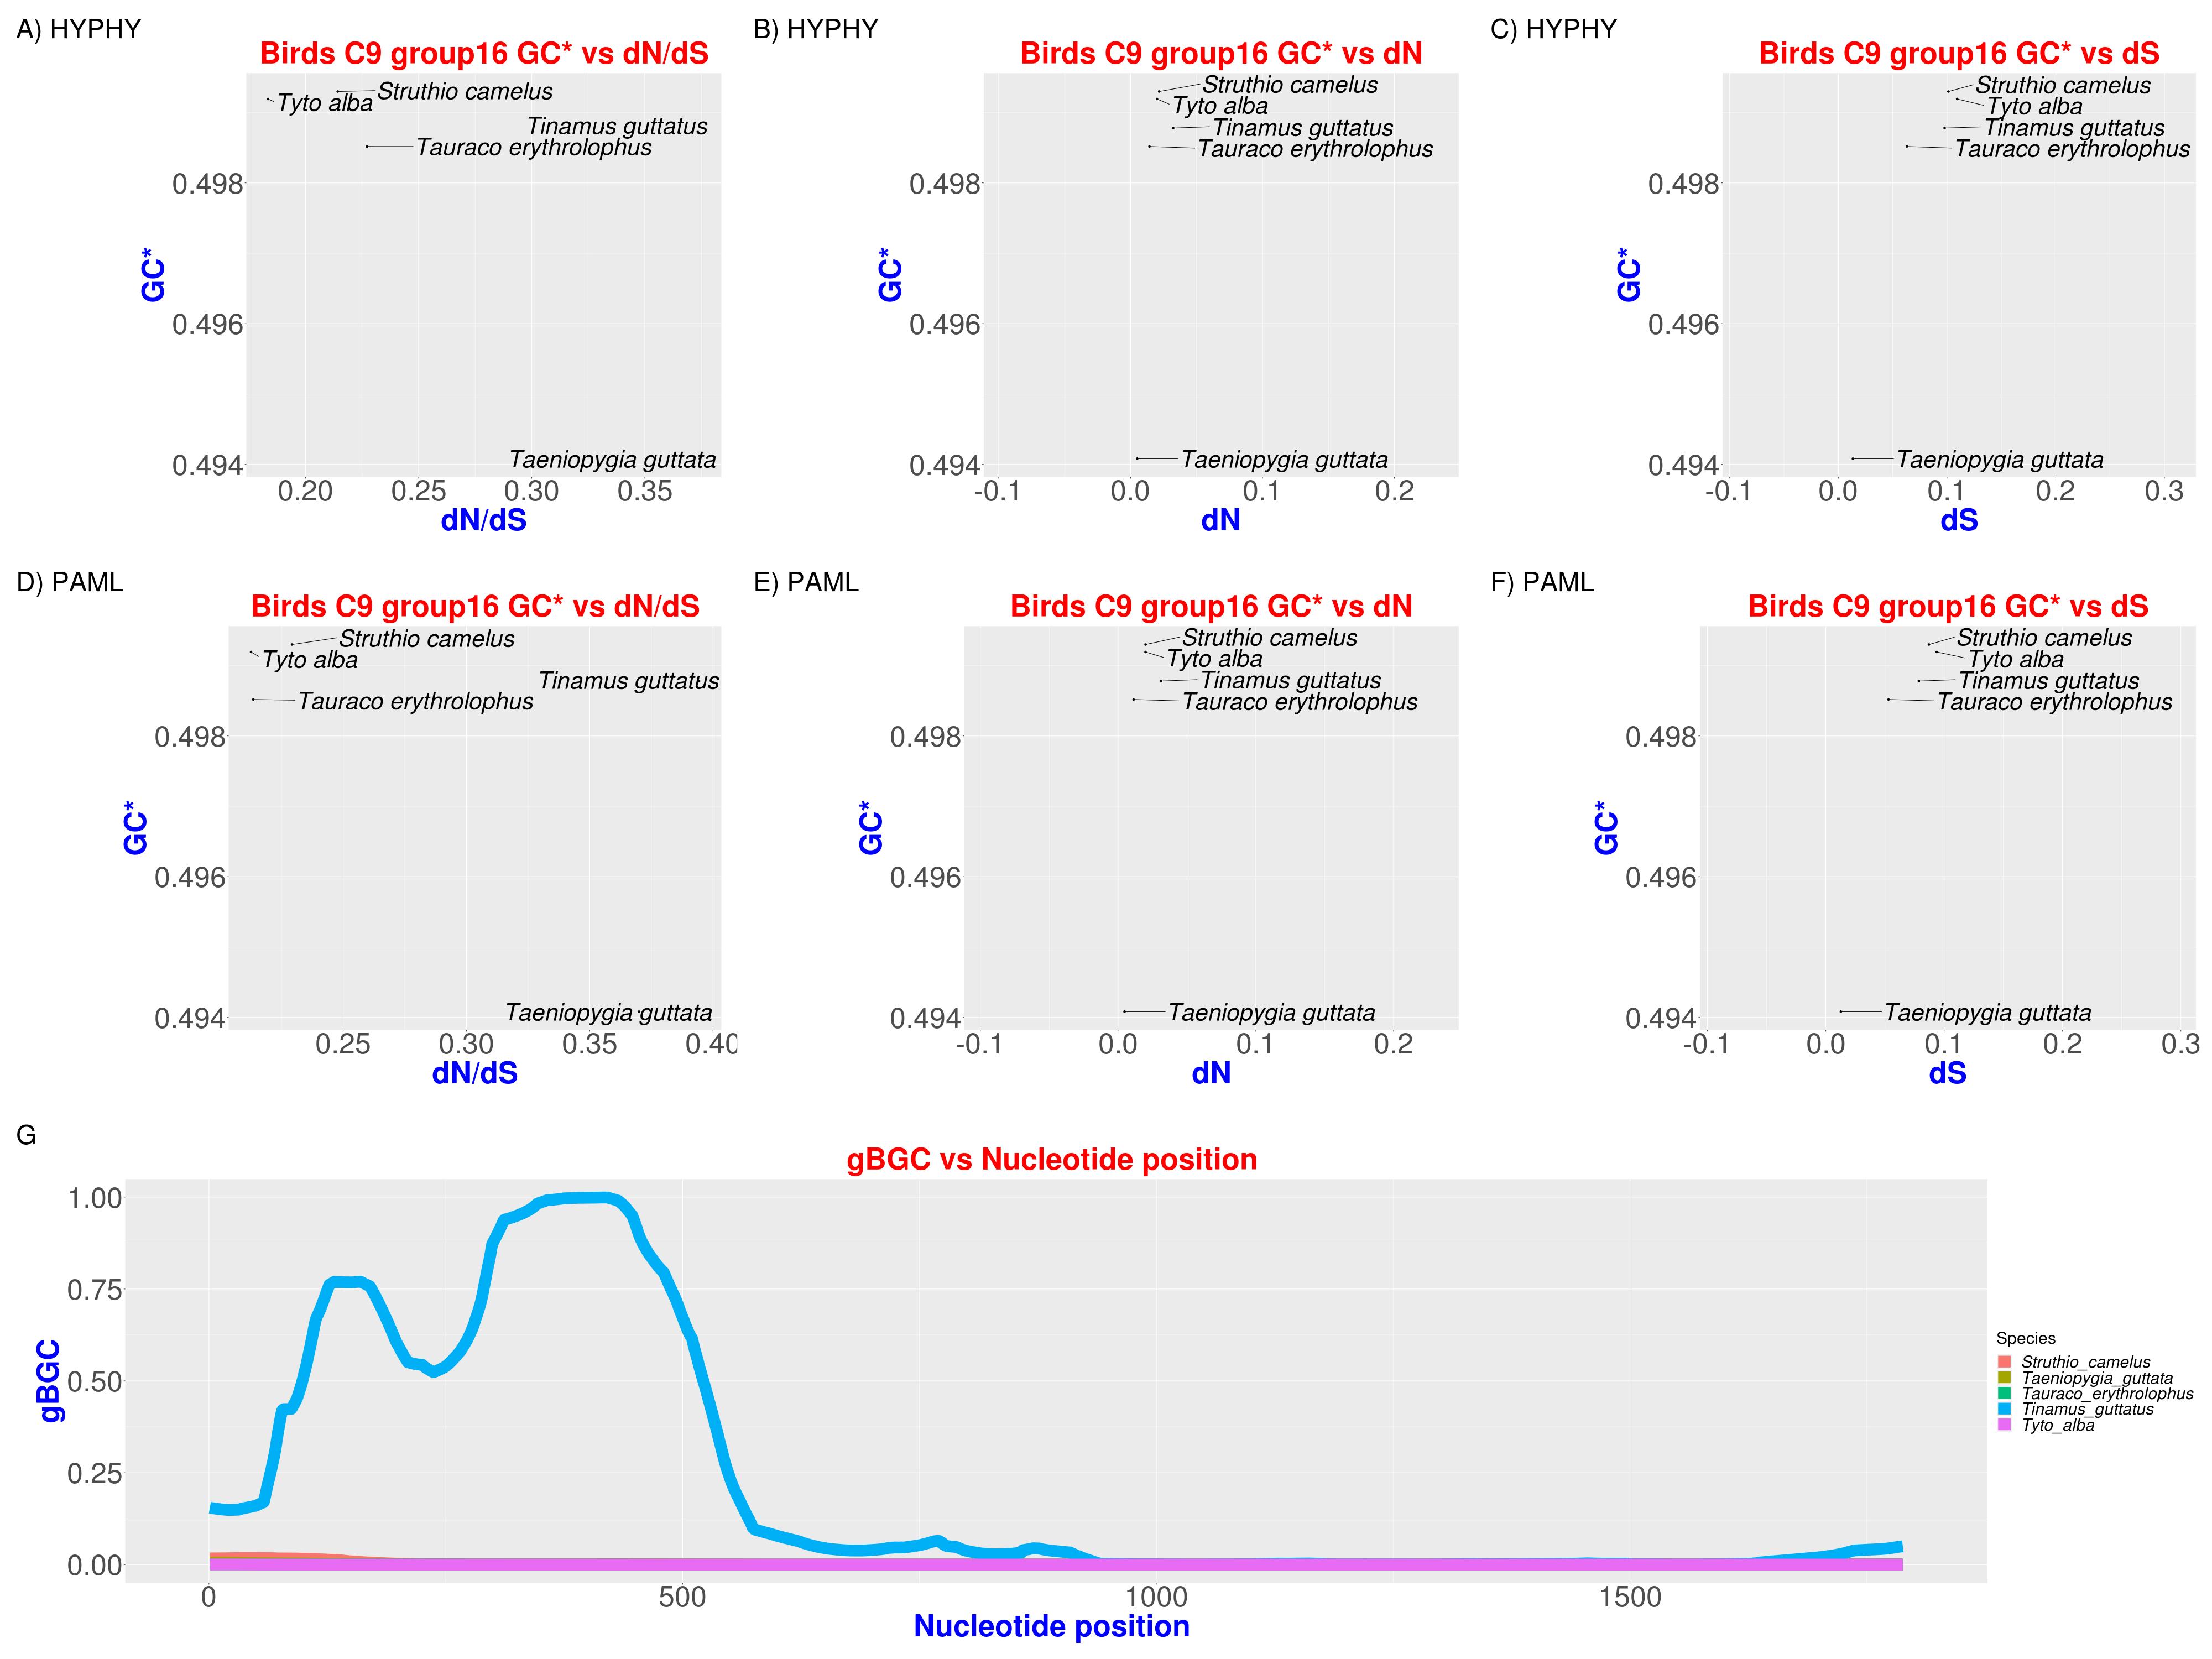 A) HYPHY
Birds C9 group16 GC* vs dN/dS
Struthio camelus
Tyto alba
Tinamus guttatus
Tauraco erythrolophus
Taeniopygia guttata
0.498
0.496
0.494
GC*
0.20 0.25 0.30 0.35
dN/dS
B) HYPHY
Birds C9 group16 GC* vs dN
Struthio camelus
Tyto alba
Tinamus guttatus
Tauraco erythrolophus
Taeniopygia guttata
0.498
0.496
0.494
GC*
-0.1 0.0 0.1 0.2
dN
C) HYPHY
Birds C9 group16 GC* vs dS
Struthio camelus
Tyto alba
Tinamus guttatus
Tauraco erythrolophus
Taeniopygia guttata
0.498
0.496
0.494
GC*
-0.1 0.0 0.1 0.2 0.3
dS
D) PAML
Birds C9 group16 GC* vs dN/dS
Struthio camelus
Tyto alba
Tinamus guttatus
Tauraco erythrolophus
Taeniopygia guttata
0.498
0.496
0.494
GC*
0.25 0.30 0.35 0.40
dN/dS
E) PAML
Birds C9 group16 GC* vs dN
Struthio camelus
Tyto alba
Tinamus guttatus
Tauraco erythrolophus
Taeniopygia guttata
0.498
0.496
0.494
GC*
-0.1 0.0 0.1 0.2
dN
F) PAML
Birds C9 group16 GC* vs dS
Struthio camelus
Tyto alba
Tinamus guttatus
Tauraco erythrolophus
Taeniopygia guttata
0.498
0.496
0.494
GC*
-0.1 0.0 0.1 0.2 0.3
dS
G
gBGC vs Nucleotide position
1.00
0.75
0.50
0.25
0.00
gBGC
0 500 1000 1500
Nucleotide position
Species
Struthio_camelus
Taeniopygia_guttata
Tauraco_erythrolophus
Tinamus_guttatus
Tyto_alba